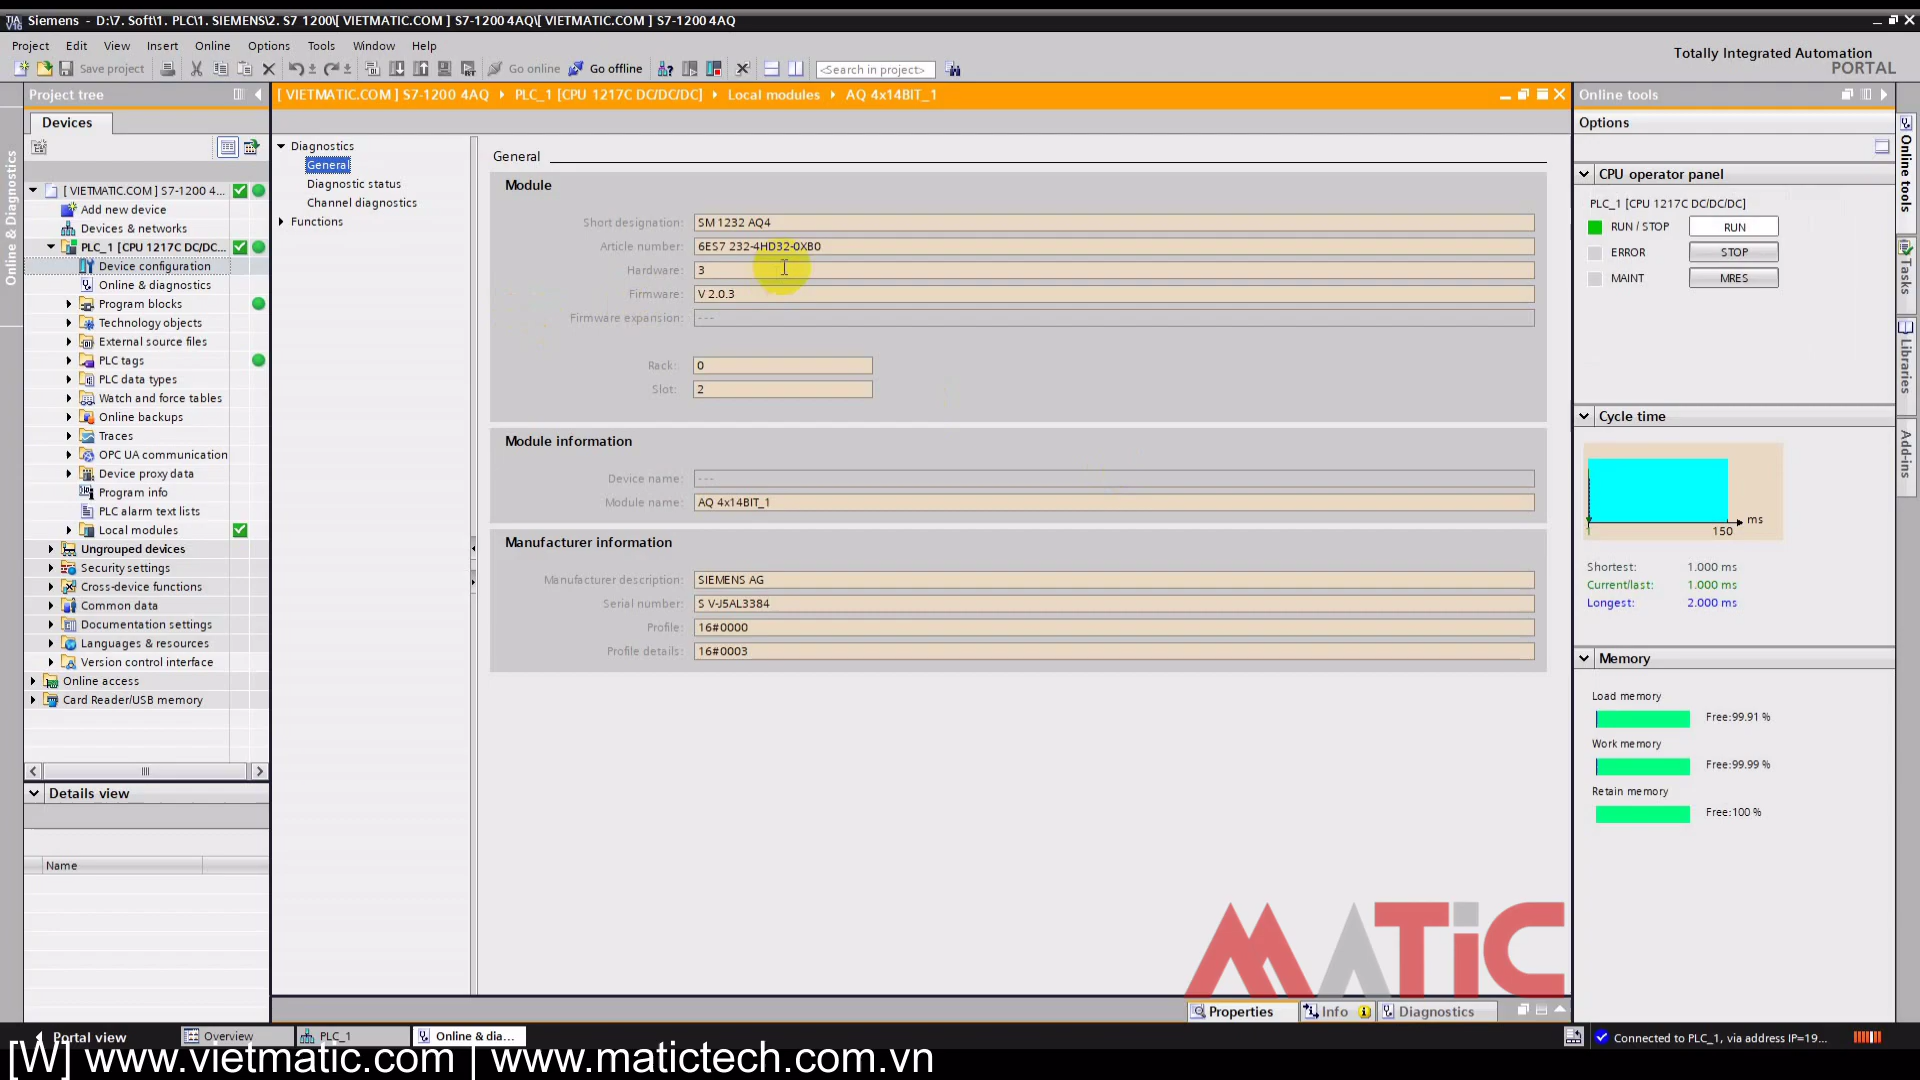 Siemens - D:\7. Soft\1. PLC\1. SIEMENS\2. S7 1200\[ VIETMATIC.COM ] S7-1200 4AQ\[ VIETMATIC.COM ] S7-1200 4AQ
Project Edit View Insert Online Options Tools Window Help
Totally Integrated Automation
PORTAL
Save project
Go online
Go offline
<Search in project>
Project tree
[ VIETMATIC.COM ] S7-1200 4AQ
PLC_1 [CPU 1217C DC/DC/DC]
Local modules
AQ 4x14BIT_1
Online tools
Devices
Options
Online & Diagnostics
[ VIETMATIC.COM ] S7-1200 4...
Add new device
Devices & networks
PLC_1 [CPU 1217C DC/DC...
Device configuration
Online & diagnostics
Program blocks
Technology objects
External source files
PLC tags
PLC data types
Watch and force tables
Online backups
Traces
OPC UA communication
Device proxy data
Program info
PLC alarm text lists
Local modules
Ungrouped devices
Security settings
Cross-device functions
Common data
Documentation settings
Languages & resources
Version control interface
Online access
Card Reader/USB memory
Details view
Name
Diagnostics
General
Diagnostic status
Channel diagnostics
Functions
General
Module
Short designation: SM 1232 AQ4
Article number: 6ES7 232-4HD32-0XB0
Hardware: 3
Firmware: V 2.0.3
Firmware expansion: ---
Rack: 0
Slot: 2
Module information
Device name: ---
Module name: AQ 4x14BIT_1
Manufacturer information
Manufacturer description: SIEMENS AG
Serial number: S V-J5AL3384
Profile: 16#0000
Profile details: 16#0003
CPU operator panel
PLC_1 [CPU 1217C DC/DC/DC]
RUN / STOP RUN
ERROR STOP
MAINT MRES
Cycle time
ms
1 150
Shortest: 1.000 ms
Current/last: 1.000 ms
Longest: 2.000 ms
Memory
Load memory
Free:99.91 %
Work memory
Free:99.99 %
Retain memory
Free:100 %
Online tools
Tasks
Libraries
Add-ins
MATiC
Properties Info Diagnostics
Portal view Overview PLC_1 Online & dia...
Connected to PLC_1, via address IP=19...
[W] www.vietmatic.com | www.matictech.com.vn